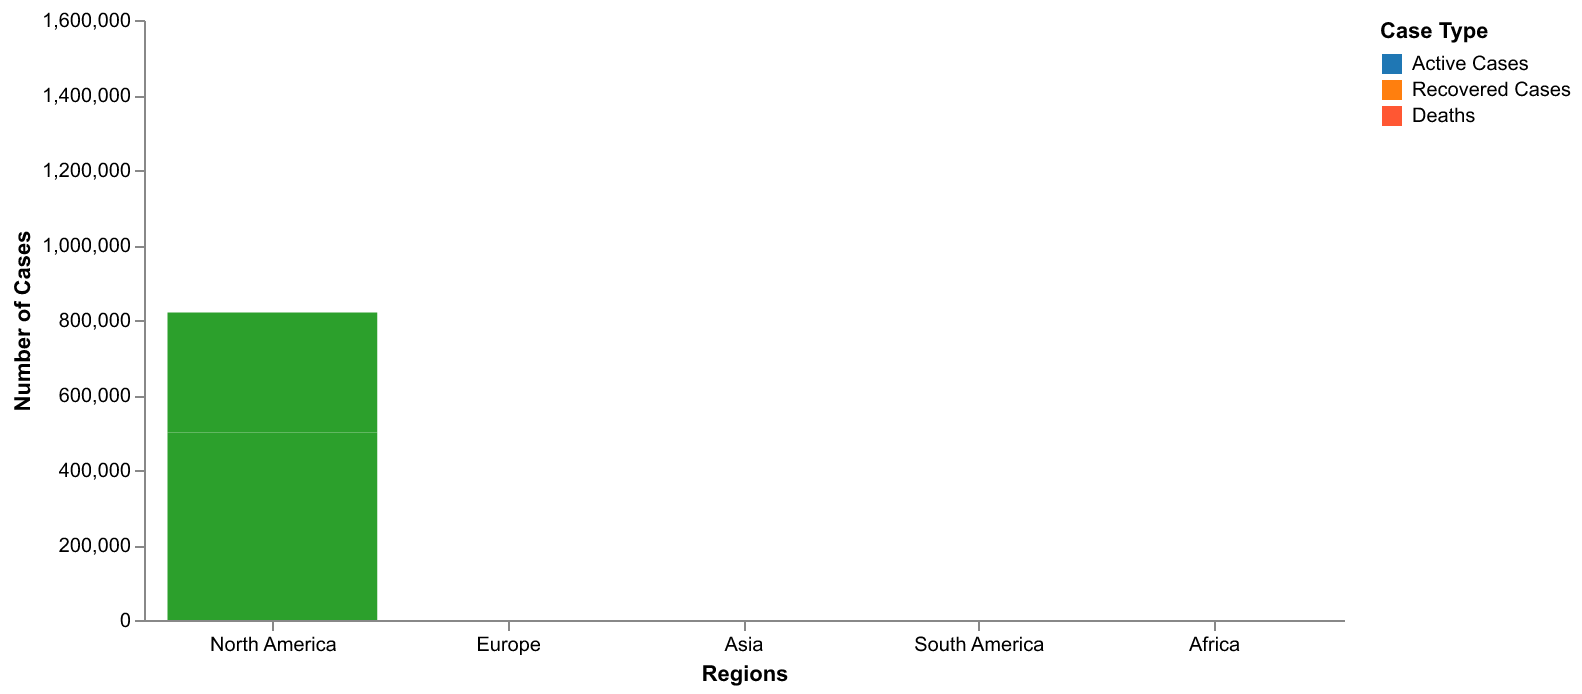 1,600,000
1,400,000
1,200,000
1,000,000
800,000
600,000
400,000
200,000
0
Number of Cases
North America
Europe
Asia
South America
Africa
Regions
Case Type
Active Cases
Recovered Cases
Deaths